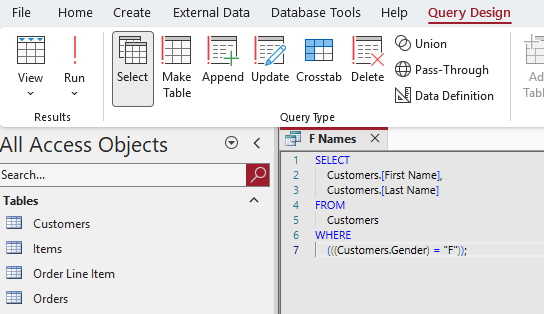 File Home Create External Data Database Tools Help Query Design
View
Run
Select
Make Table
Append
Update
Crosstab
Delete
Union
Pass-Through
Data Definition
Results
Query Type
All Access Objects
Search...
Tables
Customers
Items
Order Line Item
Orders
F Names
1 SELECT
2 Customers.[First Name],
3 Customers.[Last Name]
4 FROM
5 Customers
6 WHERE
7 (((Customers.Gender) = "F"));